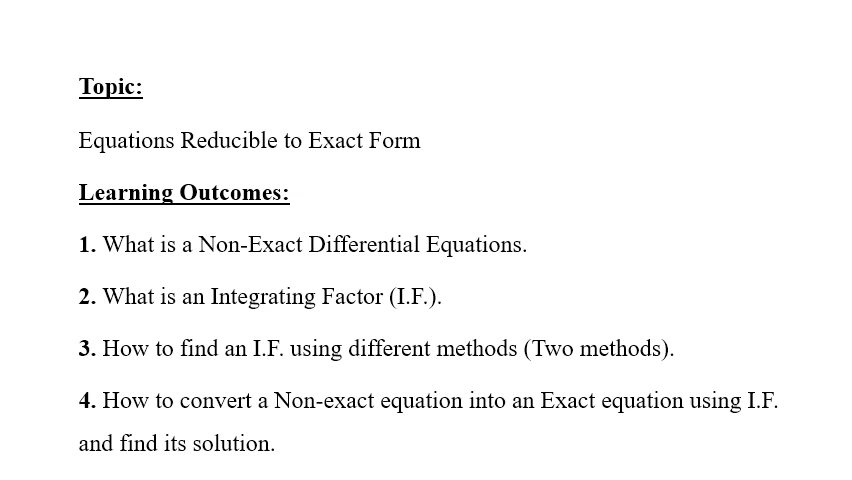 Topic:
Equations Reducible to Exact Form
Learning Outcomes:
1. What is a Non-Exact Differential Equations.
2. What is an Integrating Factor (I.F.).
3. How to find an I.F. using different methods (Two methods).
4. How to convert a Non-exact equation into an Exact equation using I.F.
and find its solution.